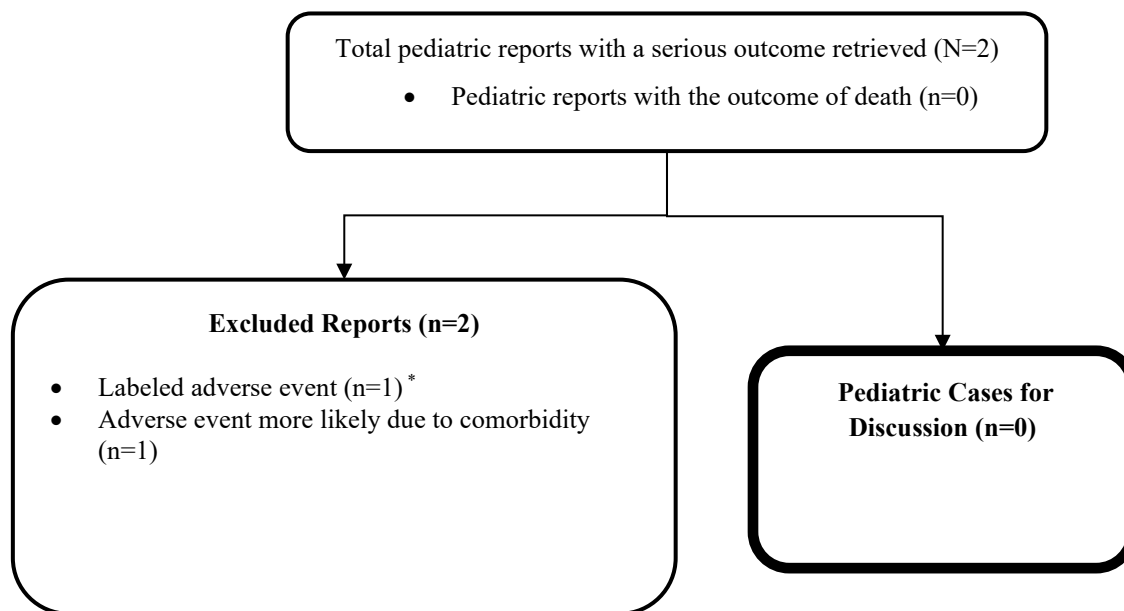 Total pediatric reports with a serious outcome retrieved (N=2)
• Pediatric reports with the outcome of death (n=0)
Excluded Reports (n=2)
• Labeled adverse event (n=1)*
• Adverse event more likely due to comorbidity
(n=1)
Pediatric Cases for
Discussion (n=0)